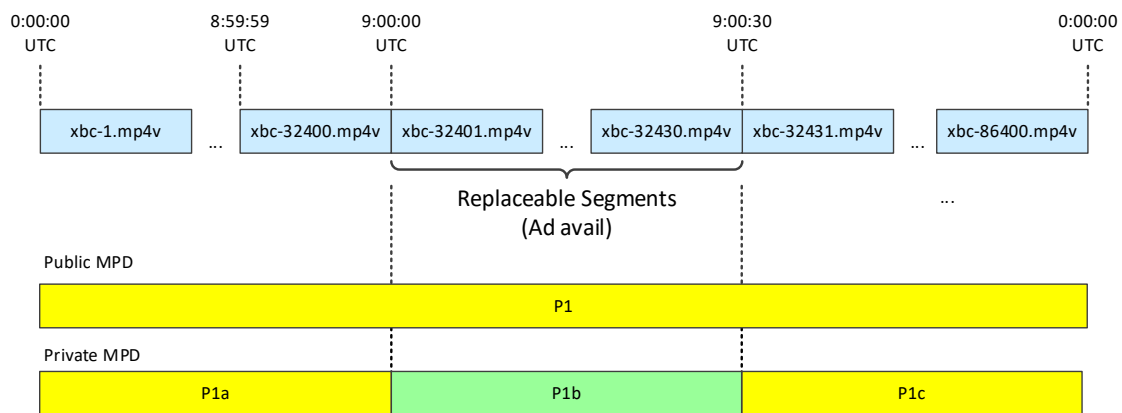 0:00:00 8:59:59 9:00:00 9:00:30 0:00:00
UTC UTC UTC UTC UTC
xbc-1.mp4v ... xbc-32400.mp4v xbc-32401.mp4v ... xbc-32430.mp4v xbc-32431.mp4v ... xbc-86400.mp4v
Replaceable Segments ...
(Ad avail)
Public MPD
P1
Private MPD
P1a P1b P1c